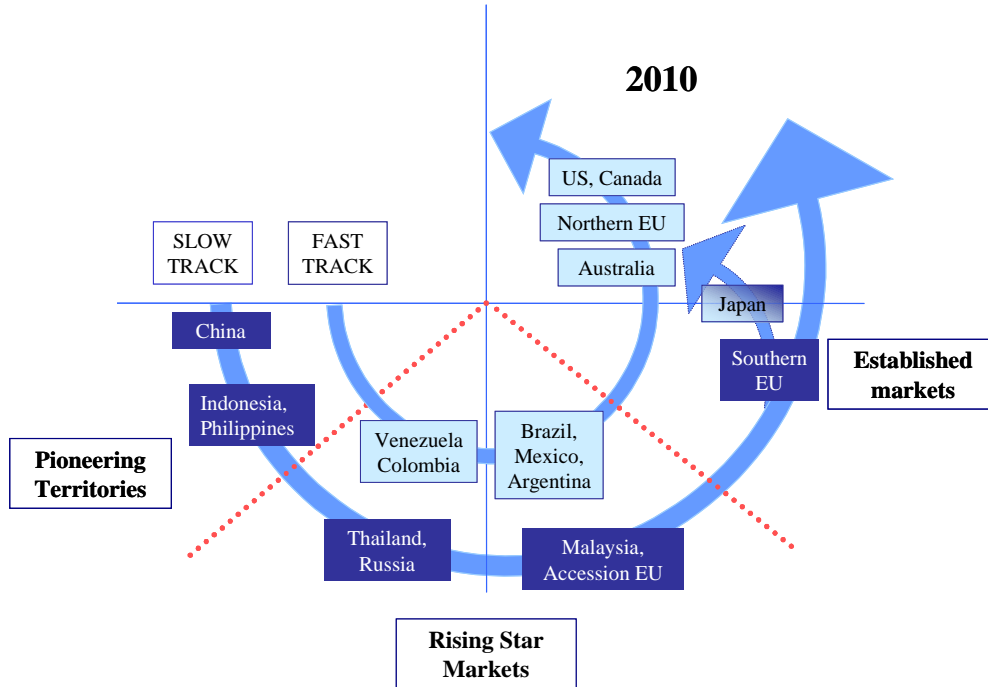 2010
US, Canada
Northern EU
Australia
SLOW
TRACK
FAST
TRACK
Japan
China
Southern
EU
Established
markets
Indonesia,
Philippines
Venezuela
Colombia
Brazil,
Mexico,
Argentina
Pioneering
Territories
Thailand,
Russia
Malaysia,
Accession EU
Rising Star
Markets